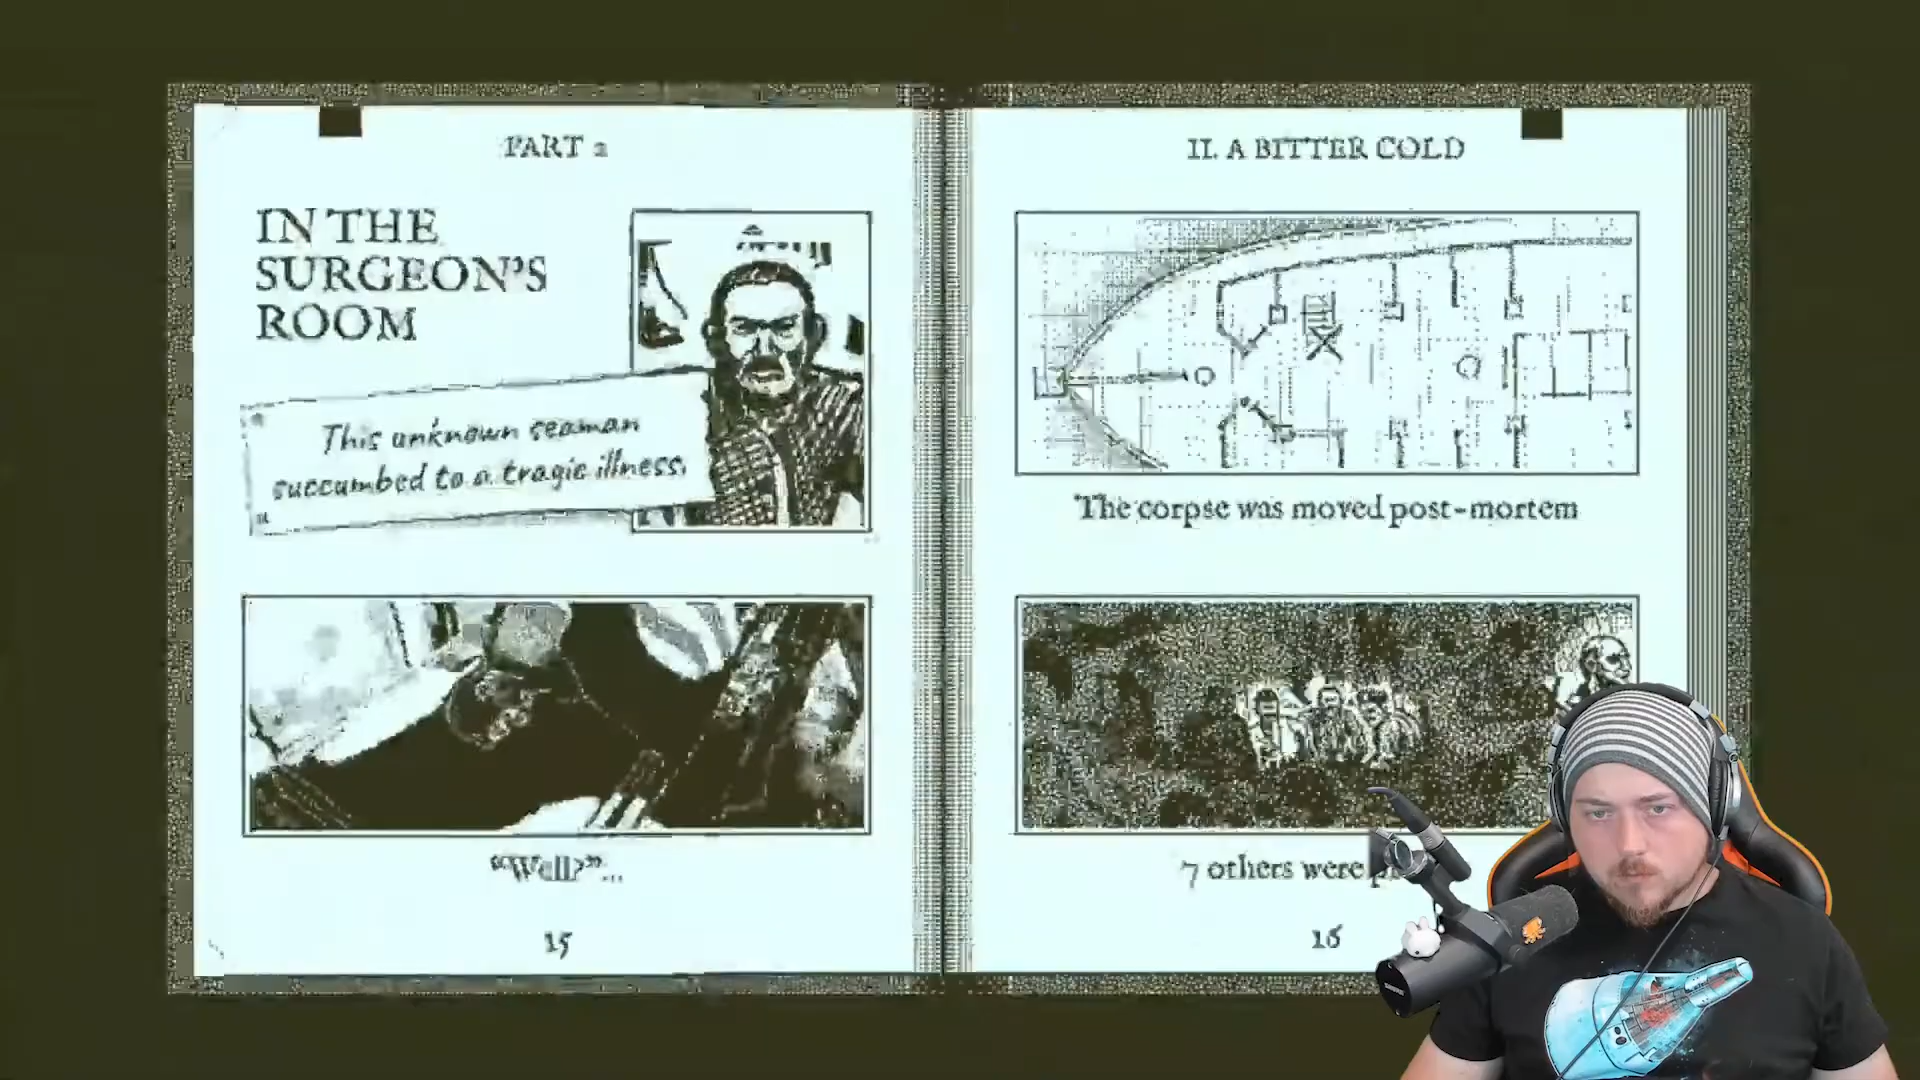 PART 2
IN THE
SURGEON'S
ROOM
This unknown seaman
succumbed to a tragic illness.
"Well?"...
15
II. A BITTER COLD
The corpse was moved post-mortem
7 others were
16